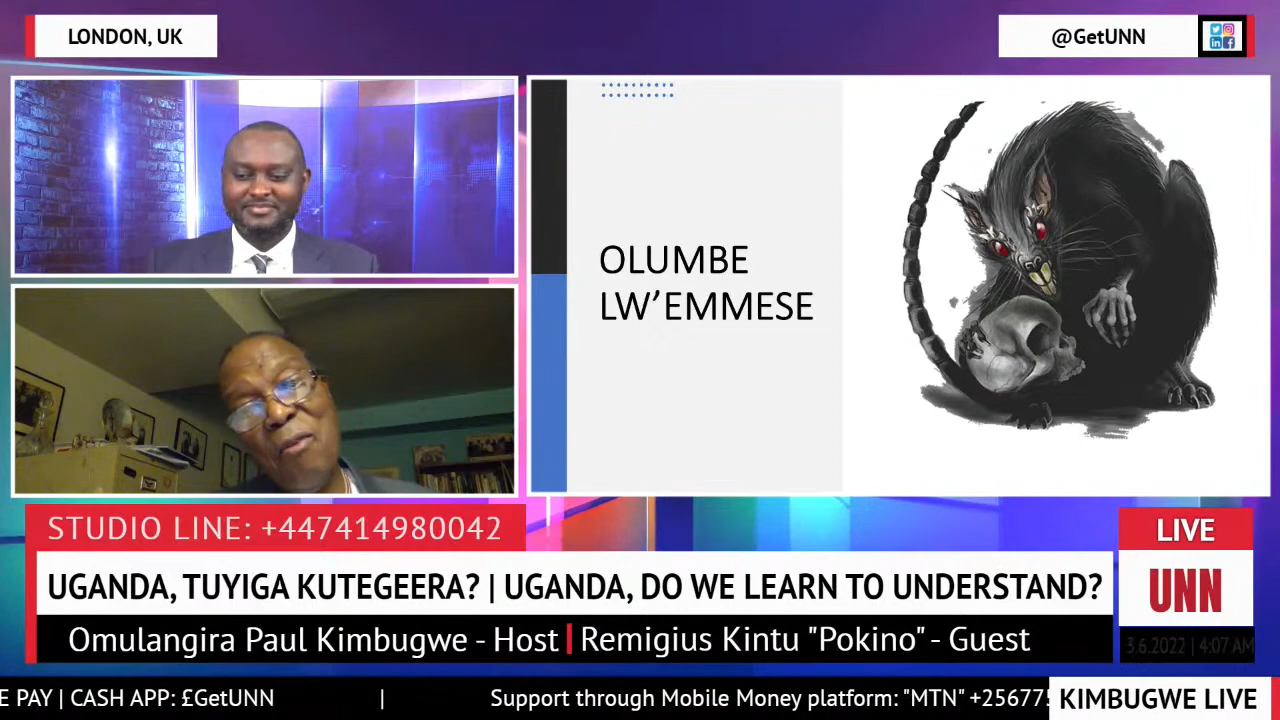 LONDON, UK
@GetUNN
OLUMBE
LW’EMMESE
STUDIO LINE: +447414980042
LIVE
UGANDA, TUYIGA KUTEGEERA? | UGANDA, DO WE LEARN TO UNDERSTAND?
UNN
Omulangira Paul Kimbugwe - Host | Remigius Kintu "Pokino" - Guest
3.6.2022 | 4:07 AM
E PAY | CASH APP: £GetUNN | Support through Mobile Money platform: "MTN" +25677
KIMBUGWE LIVE